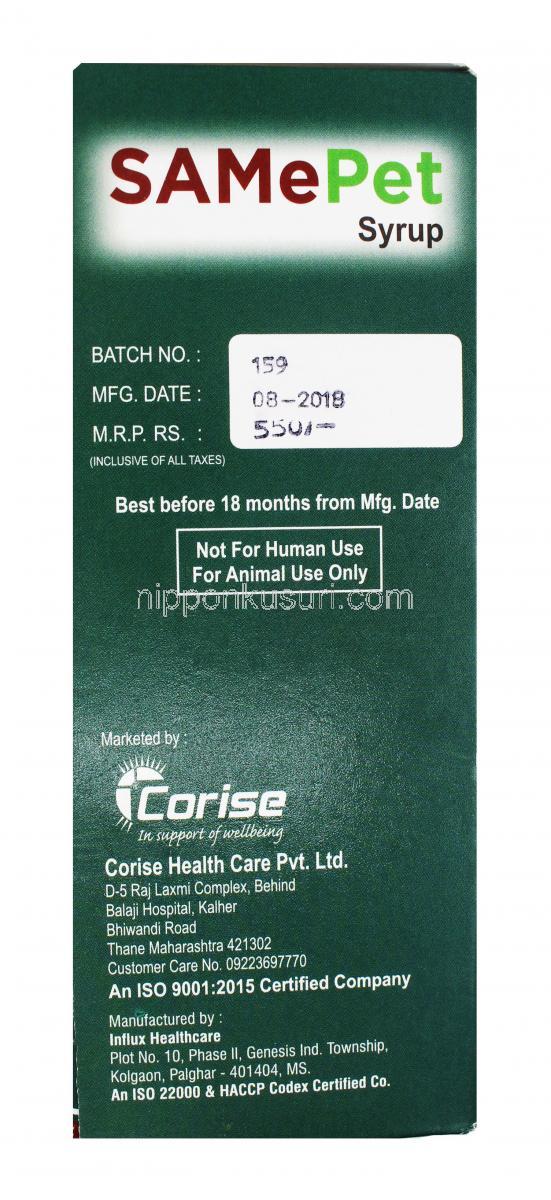 SAMePet
Syrup
BATCH NO. : 159
MFG. DATE : 08-2018
M.R.P. RS. : 550/-
(INCLUSIVE OF ALL TAXES)
Best before 18 months from Mfg. Date
Not For Human Use
For Animal Use Only
nipponkusuri.com
Marketed by :
Corise
In support of wellbeing
Corise Health Care Pvt. Ltd.
D-5 Raj Laxmi Complex, Behind
Balaji Hospital, Kalher
Bhiwandi Road
Thane Maharashtra 421302
Customer Care No. 09223697770
An ISO 9001:2015 Certified Company
Manufactured by :
Influx Healthcare
Plot No. 10, Phase II, Genesis Ind. Township,
Kolgaon, Palghar - 401404, MS.
An ISO 22000 & HACCP Codex Certified Co.